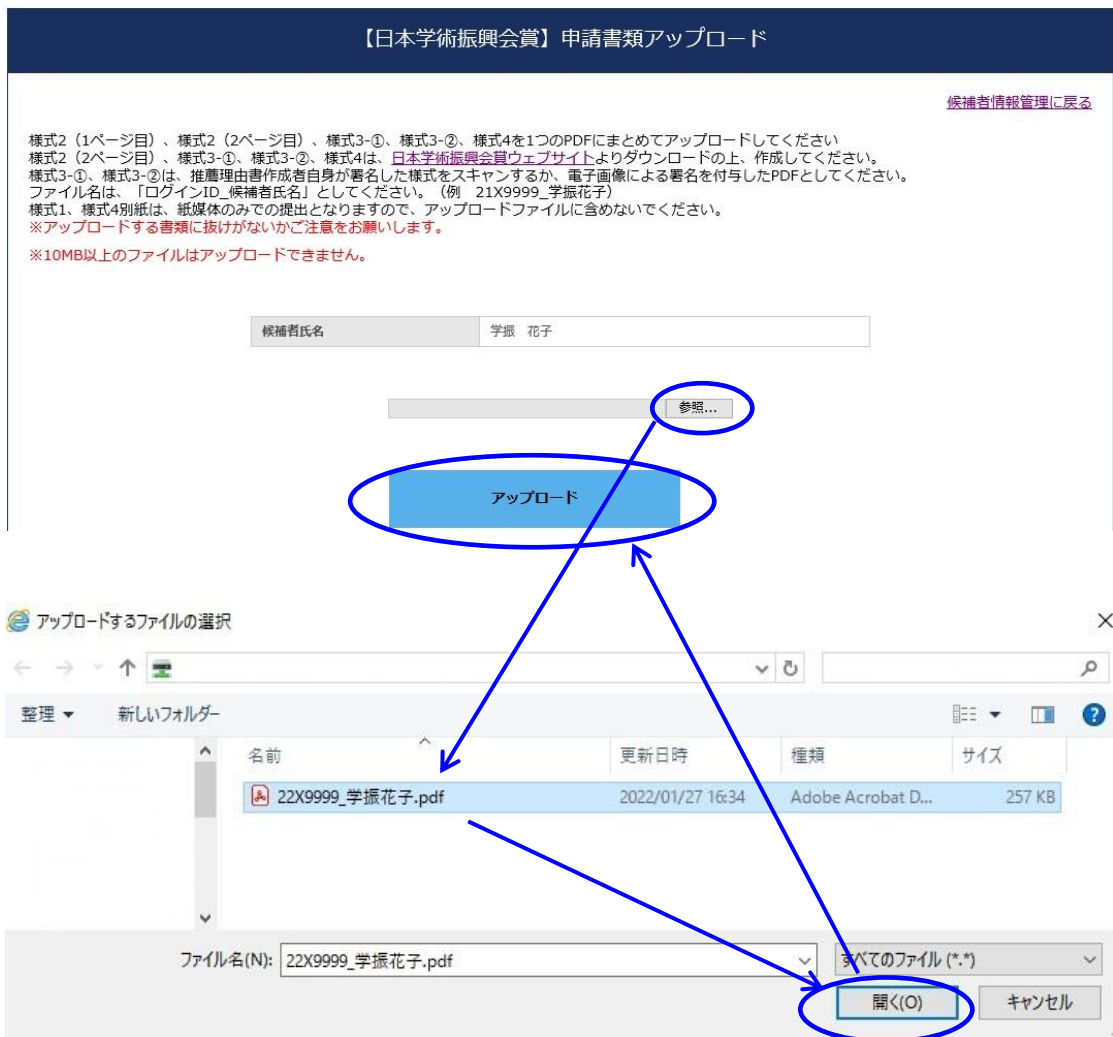 【日本学術振興会賞】申請書類アップロード
候補者情報管理に戻る
様式2（1ページ目）、様式2（2ページ目）、様式3-①、様式3-②、様式4を1つのPDFにまとめてアップロードしてください
様式2（2ページ目）、様式3-①、様式3-②、様式4は、日本学術振興会賞ウェブサイトよりダウンロードの上、作成してください。
様式3-①、様式3-②は、推薦理由書作成者自身が署名した様式をスキャンするか、電子画像による署名を付与したPDFとしてください。
ファイル名は、「ログインID_候補者氏名」としてください。（例　21X9999_学振花子）
様式1、様式4別紙は、紙媒体のみでの提出となりますので、アップロードファイルに含めないでください。
※アップロードする書類に抜けがないかご注意をお願いします。
※10MB以上のファイルはアップロードできません。
候補者氏名 学振　花子
参照...
アップロード
アップロードするファイルの選択
整理 新しいフォルダー
名前 更新日時 種類 サイズ
22X9999_学振花子.pdf 2022/01/27 16:34 Adobe Acrobat D... 257 KB
ファイル名(N): 22X9999_学振花子.pdf すべてのファイル (*.*)
開く(O) キャンセル